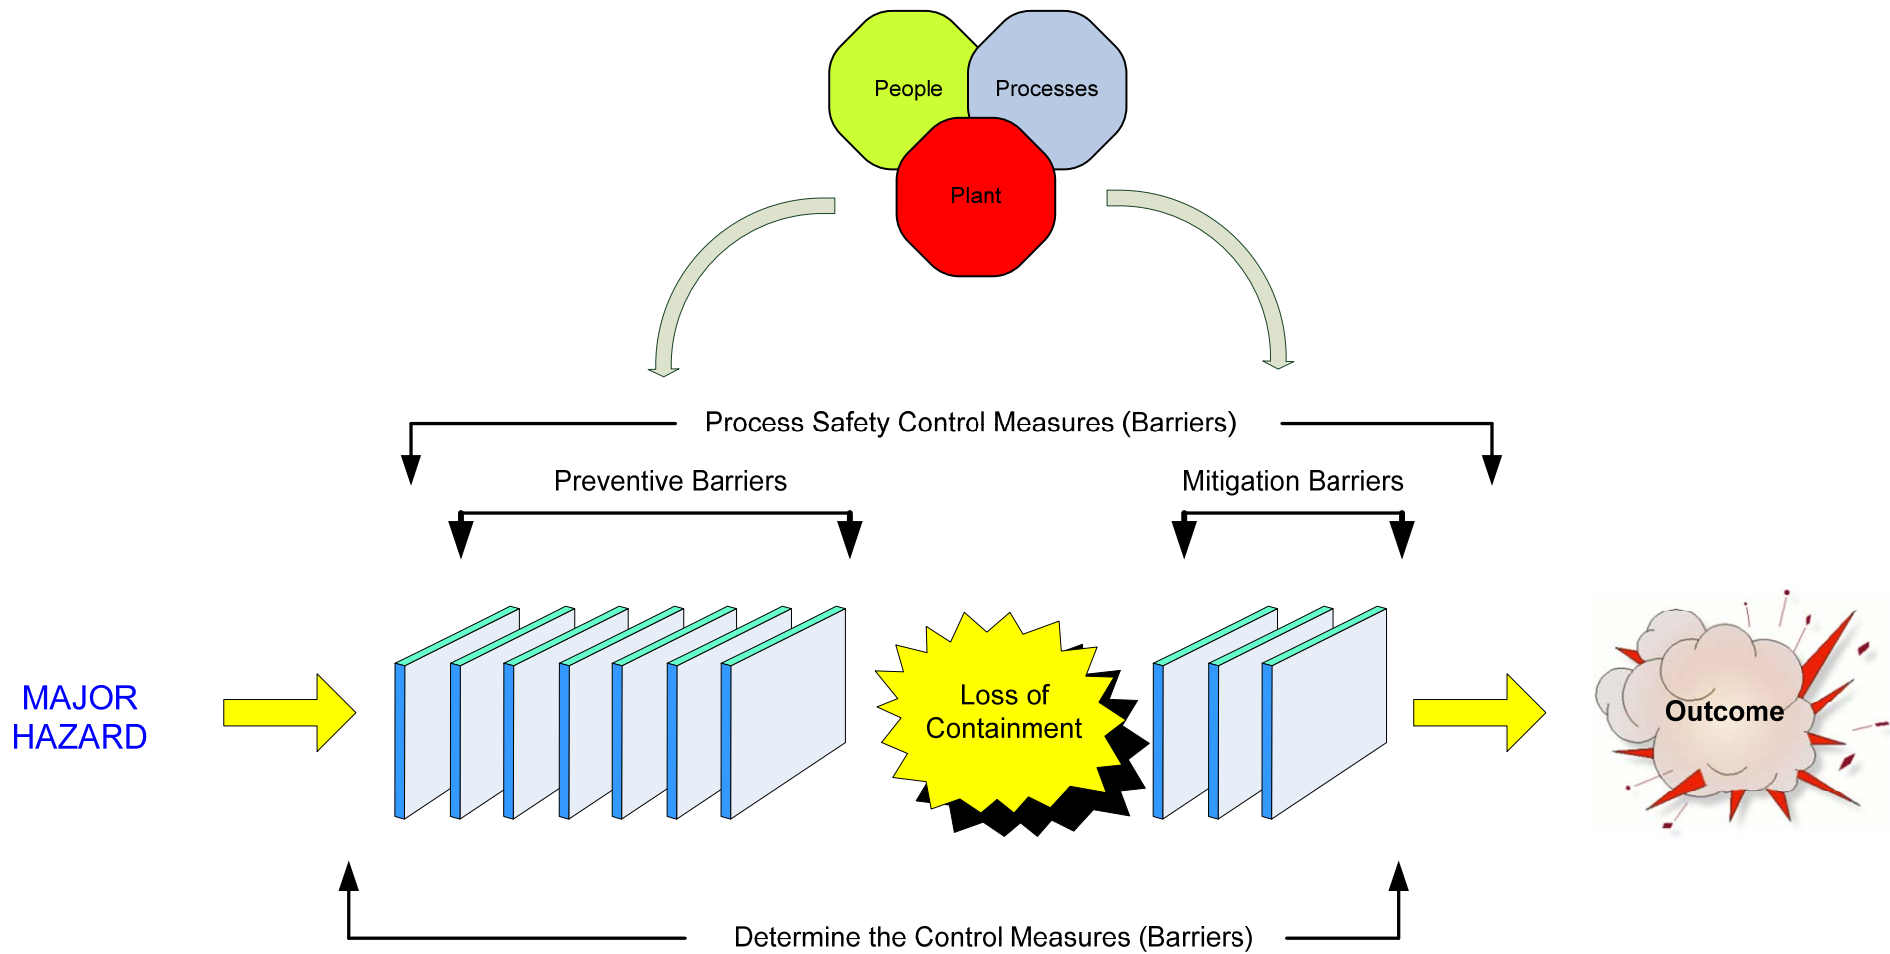 People
Processes
Plant
Process Safety Control Measures (Barriers)
Preventive Barriers
Mitigation Barriers
MAJOR
HAZARD
Loss of
Containment
Outcome
Determine the Control Measures (Barriers)